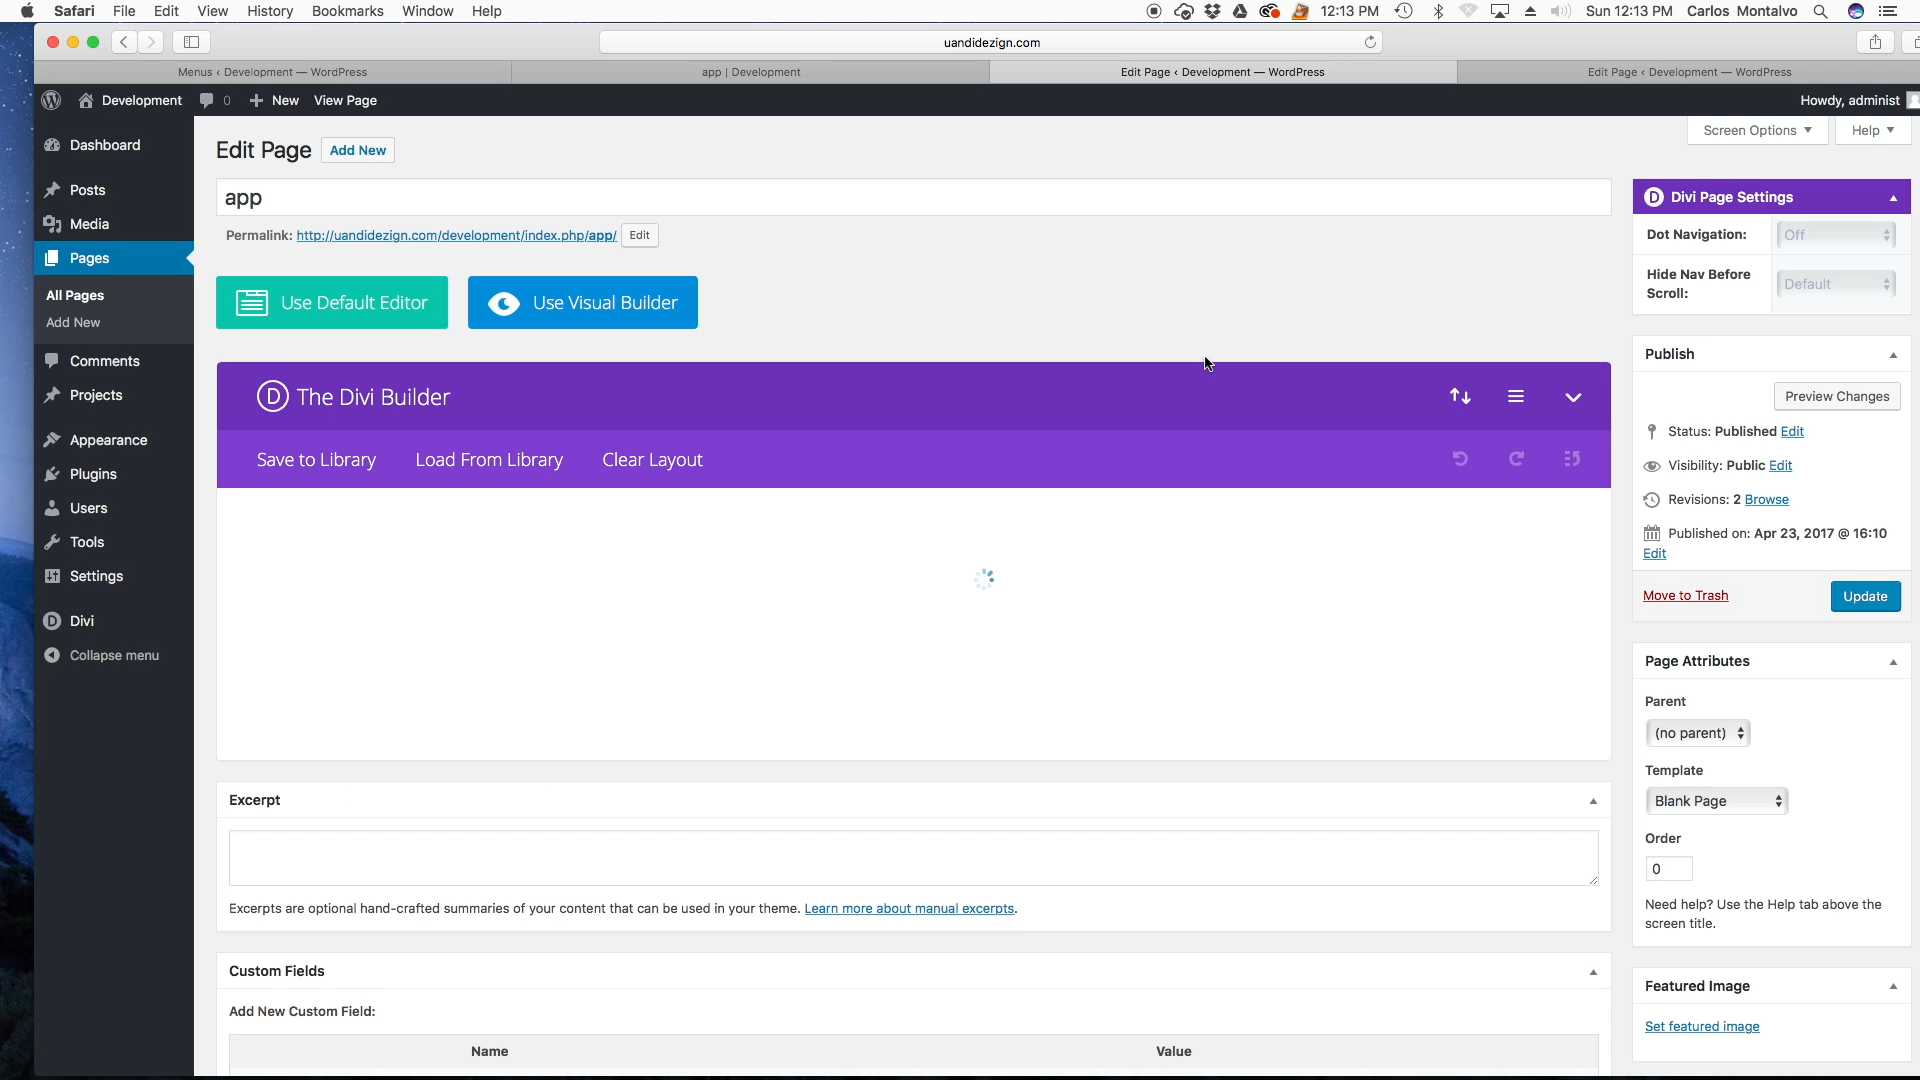 Safari File Edit View History Bookmarks Window Help 12:13 PM Sun 12:13 PM Carlos Montalvo
uandidezign.com
Menus ‹ Development — WordPress app | Development Edit Page ‹ Development — WordPress Edit Page ‹ Development — WordPress
Development 0 New View Page Howdy, administ
Screen Options Help
Dashboard
Posts
Media
Pages
All Pages
Add New
Comments
Projects
Appearance
Plugins
Users
Tools
Settings
Divi
Collapse menu
Edit Page Add New
app
Permalink: http://uandidezign.com/development/index.php/app/ Edit
Use Default Editor Use Visual Builder
D The Divi Builder
Save to Library Load From Library Clear Layout
Excerpt
Excerpts are optional hand-crafted summaries of your content that can be used in your theme. Learn more about manual excerpts.
Custom Fields
Add New Custom Field:
Name Value
D Divi Page Settings
Dot Navigation: Off
Hide Nav Before
Scroll:
Default
Publish
Preview Changes
Status: Published Edit
Visibility: Public Edit
Revisions: 2 Browse
Published on: Apr 23, 2017 @ 16:10
Edit
Move to Trash Update
Page Attributes
Parent
(no parent)
Template
Blank Page
Order
0
Need help? Use the Help tab above the
screen title.
Featured Image
Set featured image